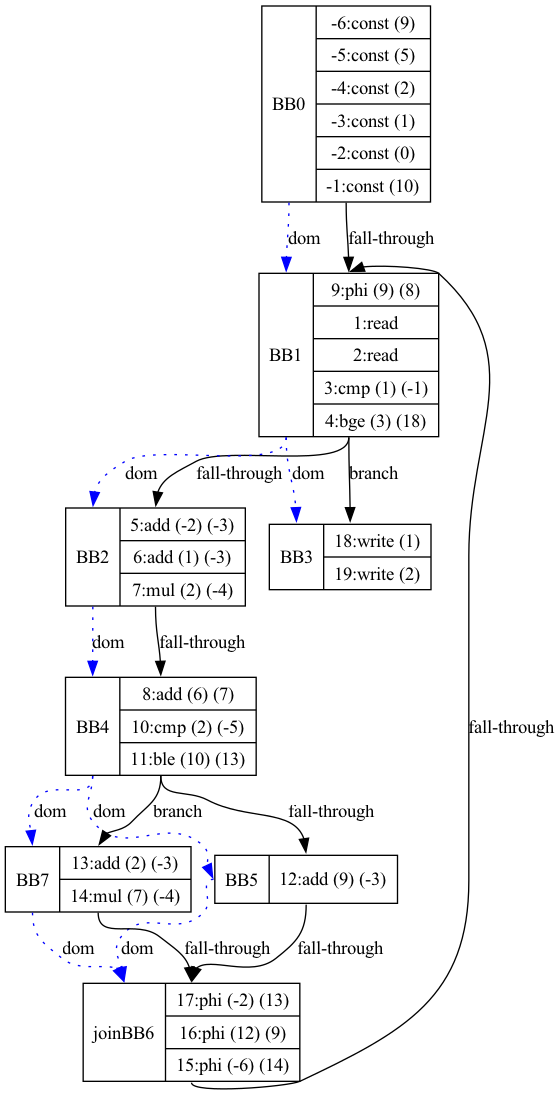 BB0
-6:const (9)
-5:const (5)
-4:const (2)
-3:const (1)
-2:const (0)
-1:const (10)
dom
fall-through
BB1
9:phi (9) (8)
1:read
2:read
3:cmp (1) (-1)
4:bge (3) (18)
dom
fall-through
dom
branch
BB2
5:add (-2) (-3)
6:add (1) (-3)
7:mul (2) (-4)
BB3
18:write (1)
19:write (2)
dom
fall-through
BB4
8:add (6) (7)
10:cmp (2) (-5)
11:ble (10) (13)
fall-through
dom
dom
branch
fall-through
BB7
13:add (2) (-3)
14:mul (7) (-4)
BB5
12:add (9) (-3)
dom
dom
fall-through
fall-through
joinBB6
17:phi (-2) (13)
16:phi (12) (9)
15:phi (-6) (14)